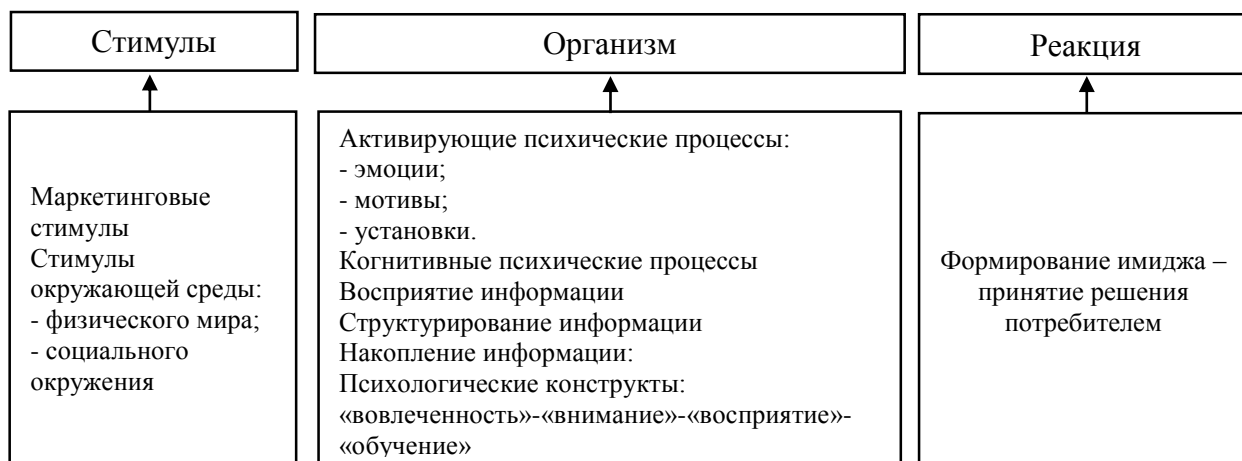 Стимулы
Организм
Реакция
Маркетинговые
стимулы
Стимулы
окружающей среды:
- физического мира;
- социального
окружения
Активирующие психические процессы:
- эмоции;
- мотивы;
- установки.
Когнитивные психические процессы
Восприятие информации
Структурирование информации
Накопление информации:
Психологические конструкты:
«вовлеченность»-«внимание»-«восприятие»-
«обучение»
Формирование имиджа –
принятие решения
потребителем